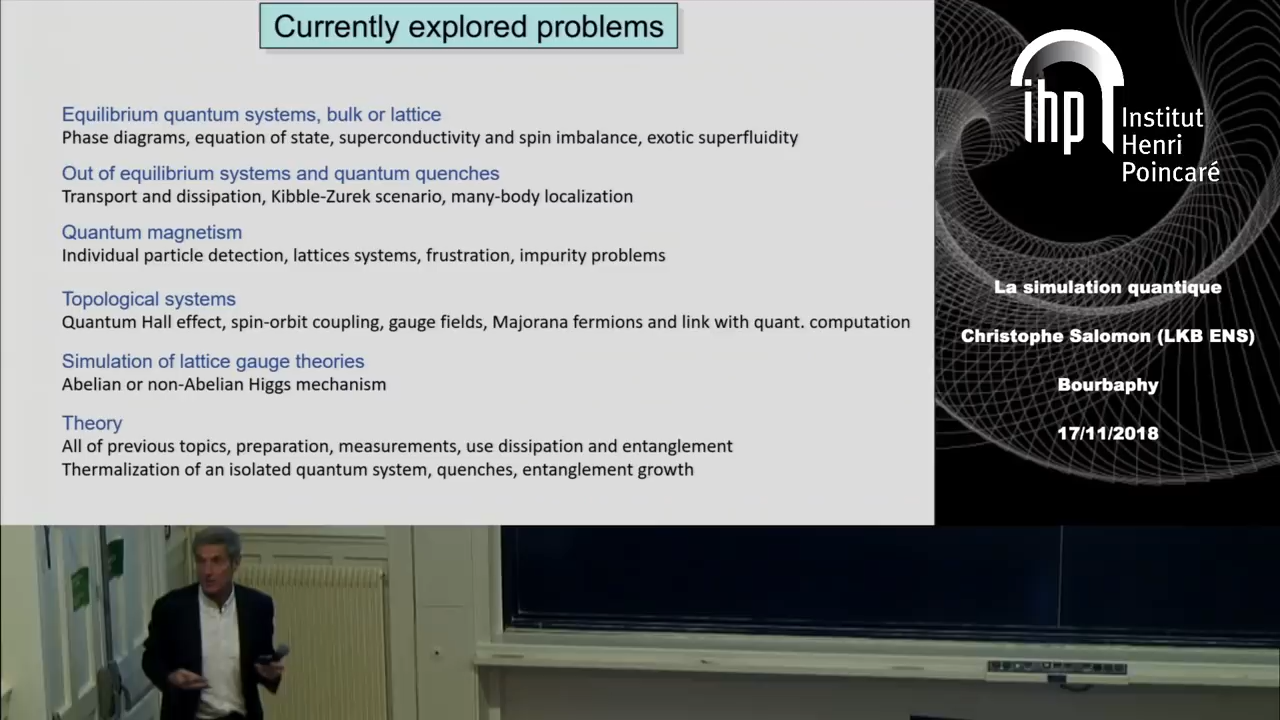 Currently explored problems
Equilibrium quantum systems, bulk or lattice
Phase diagrams, equation of state, superconductivity and spin imbalance, exotic superfluidity
Out of equilibrium systems and quantum quenches
Transport and dissipation, Kibble-Zurek scenario, many-body localization
Quantum magnetism
Individual particle detection, lattices systems, frustration, impurity problems
Topological systems
Quantum Hall effect, spin-orbit coupling, gauge fields, Majorana fermions and link with quant. computation
Simulation of lattice gauge theories
Abelian or non-Abelian Higgs mechanism
Theory
All of previous topics, preparation, measurements, use dissipation and entanglement
Thermalization of an isolated quantum system, quenches, entanglement growth
ihp
Institut
Henri
Poincaré
La simulation quantique
Christophe Salomon (LKB ENS)
Bourbaphy
17/11/2018